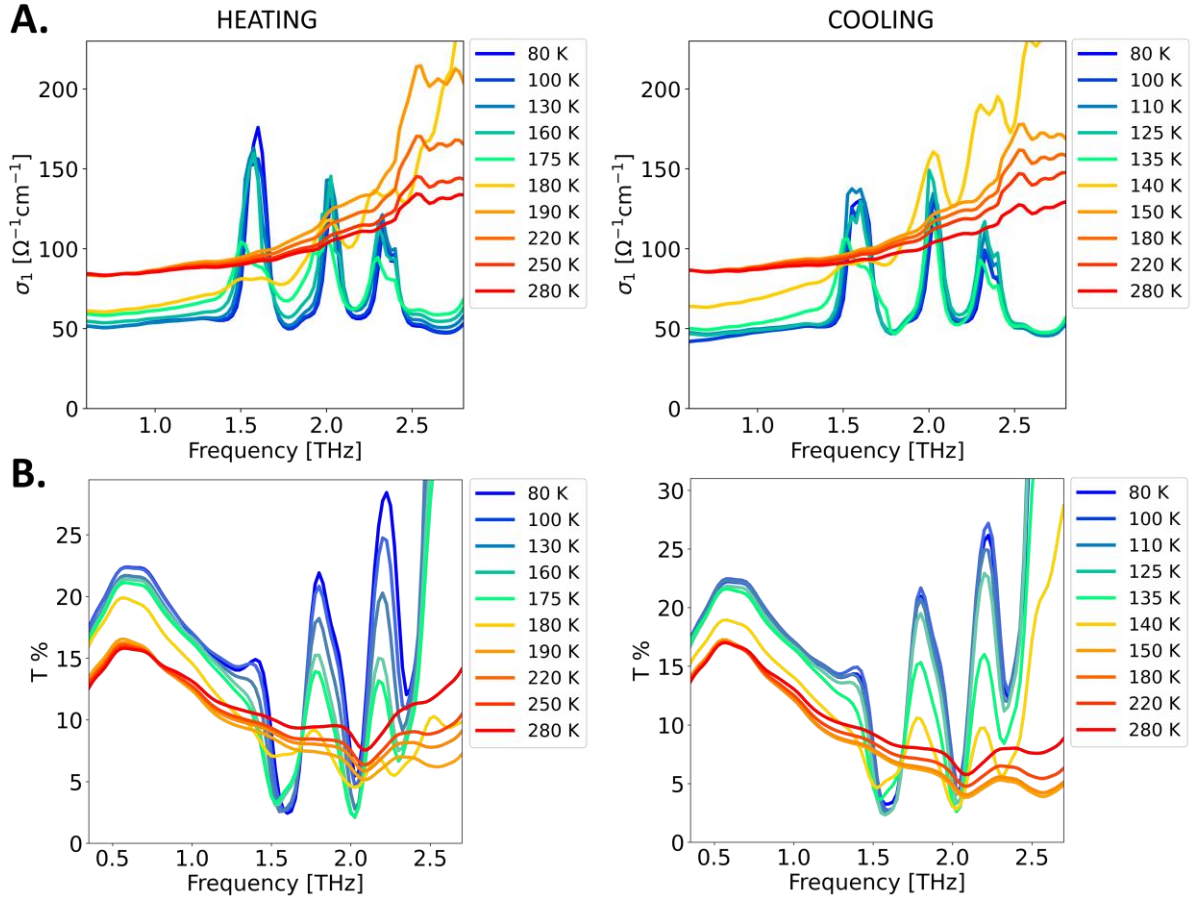 A.
HEATING
COOLING
σ₁ [Ω⁻¹cm⁻¹]
200
150
100
50
0
1.0 1.5 2.0 2.5
Frequency [THz]
80 K
100 K
130 K
160 K
175 K
180 K
190 K
220 K
250 K
280 K
σ₁ [Ω⁻¹cm⁻¹]
200
150
100
50
0
1.0 1.5 2.0 2.5
Frequency [THz]
80 K
100 K
110 K
125 K
135 K
140 K
150 K
180 K
220 K
280 K
B.
T %
25
20
15
10
5
0
0.5 1.0 1.5 2.0 2.5
Frequency [THz]
80 K
100 K
130 K
160 K
175 K
180 K
190 K
220 K
250 K
280 K
T %
30
25
20
15
10
5
0
0.5 1.0 1.5 2.0 2.5
Frequency [THz]
80 K
100 K
110 K
125 K
135 K
140 K
150 K
180 K
220 K
280 K